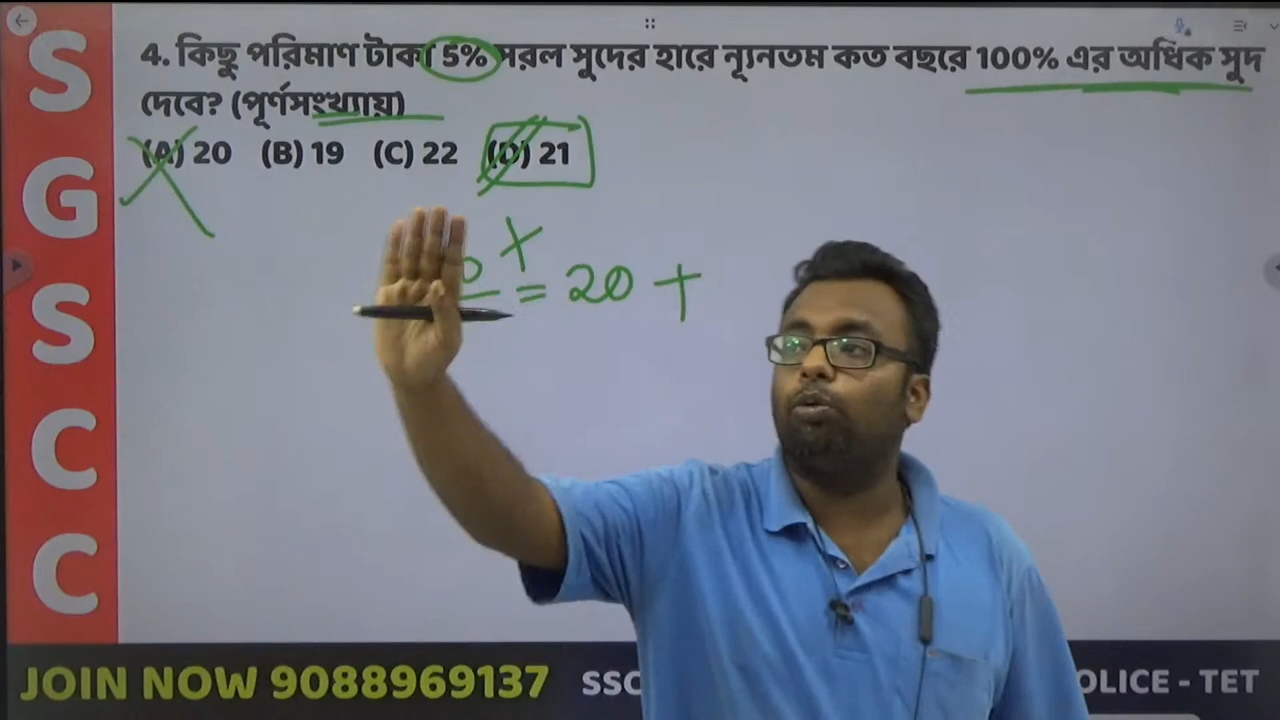 S
G
S
C
C
4. কিছু পরিমাণ টাকা 5% সরল সুদের হারে ন্যূনতম কত বছরে 100% এর অধিক সুদ
দেবে? (পূর্ণসংখ্যায়)
(A) 20 (B) 19 (C) 22 (D) 21
= 20 +
JOIN NOW 9088969137 SSC OLICE - TET